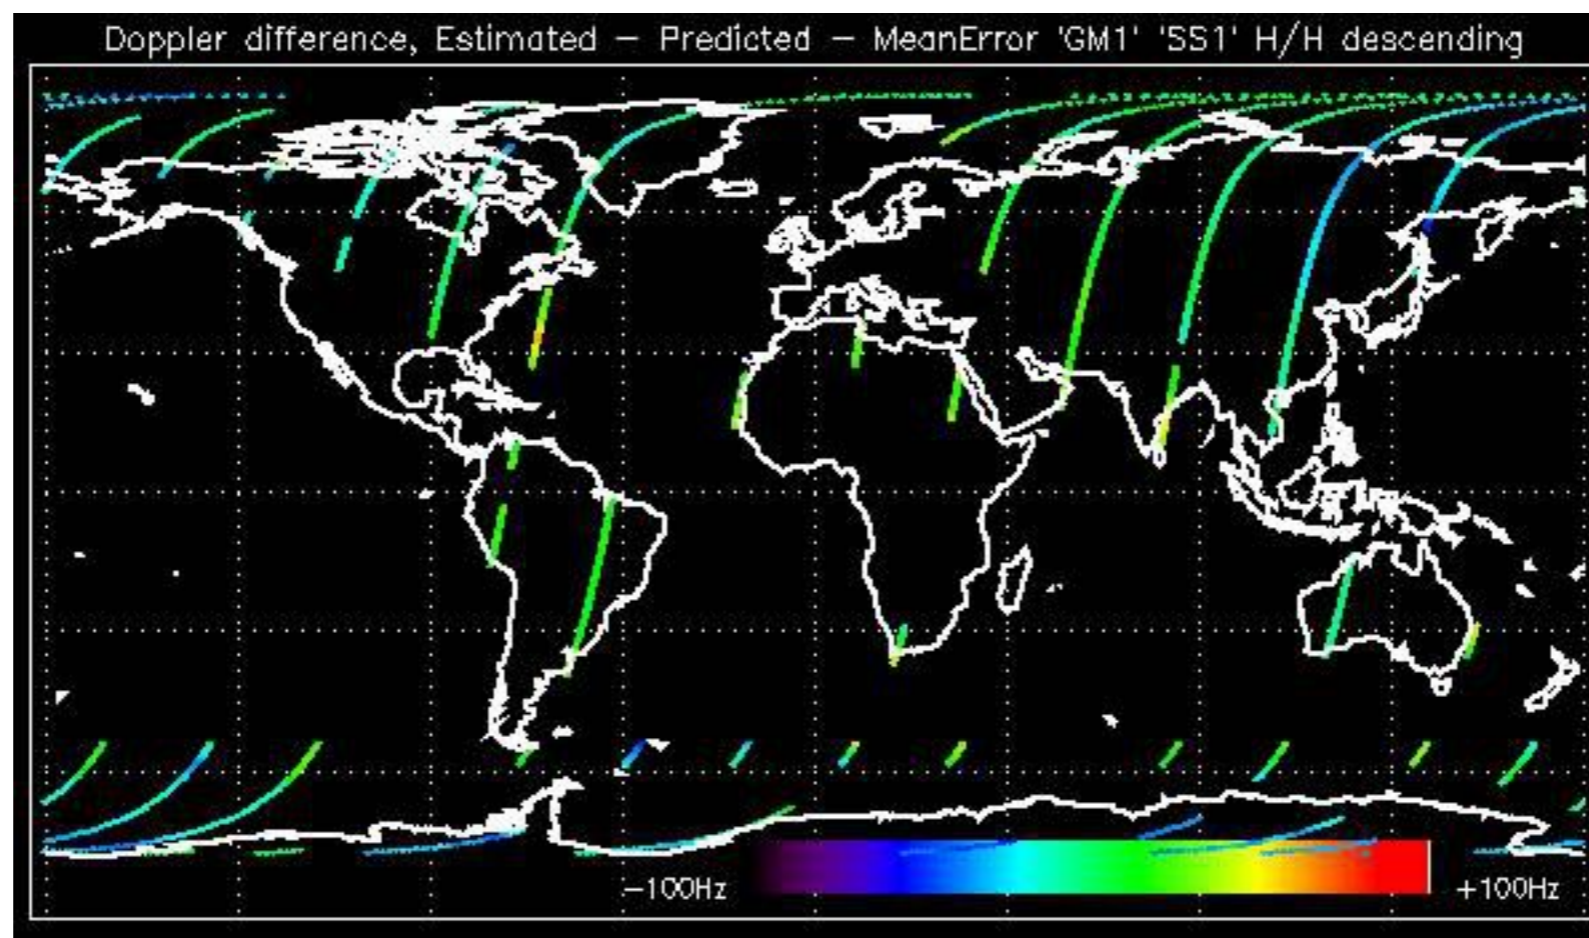 Doppler difference, Estimated – Predicted – MeanError 'GM1' 'SS1' H/H descending
–100Hz
+100Hz